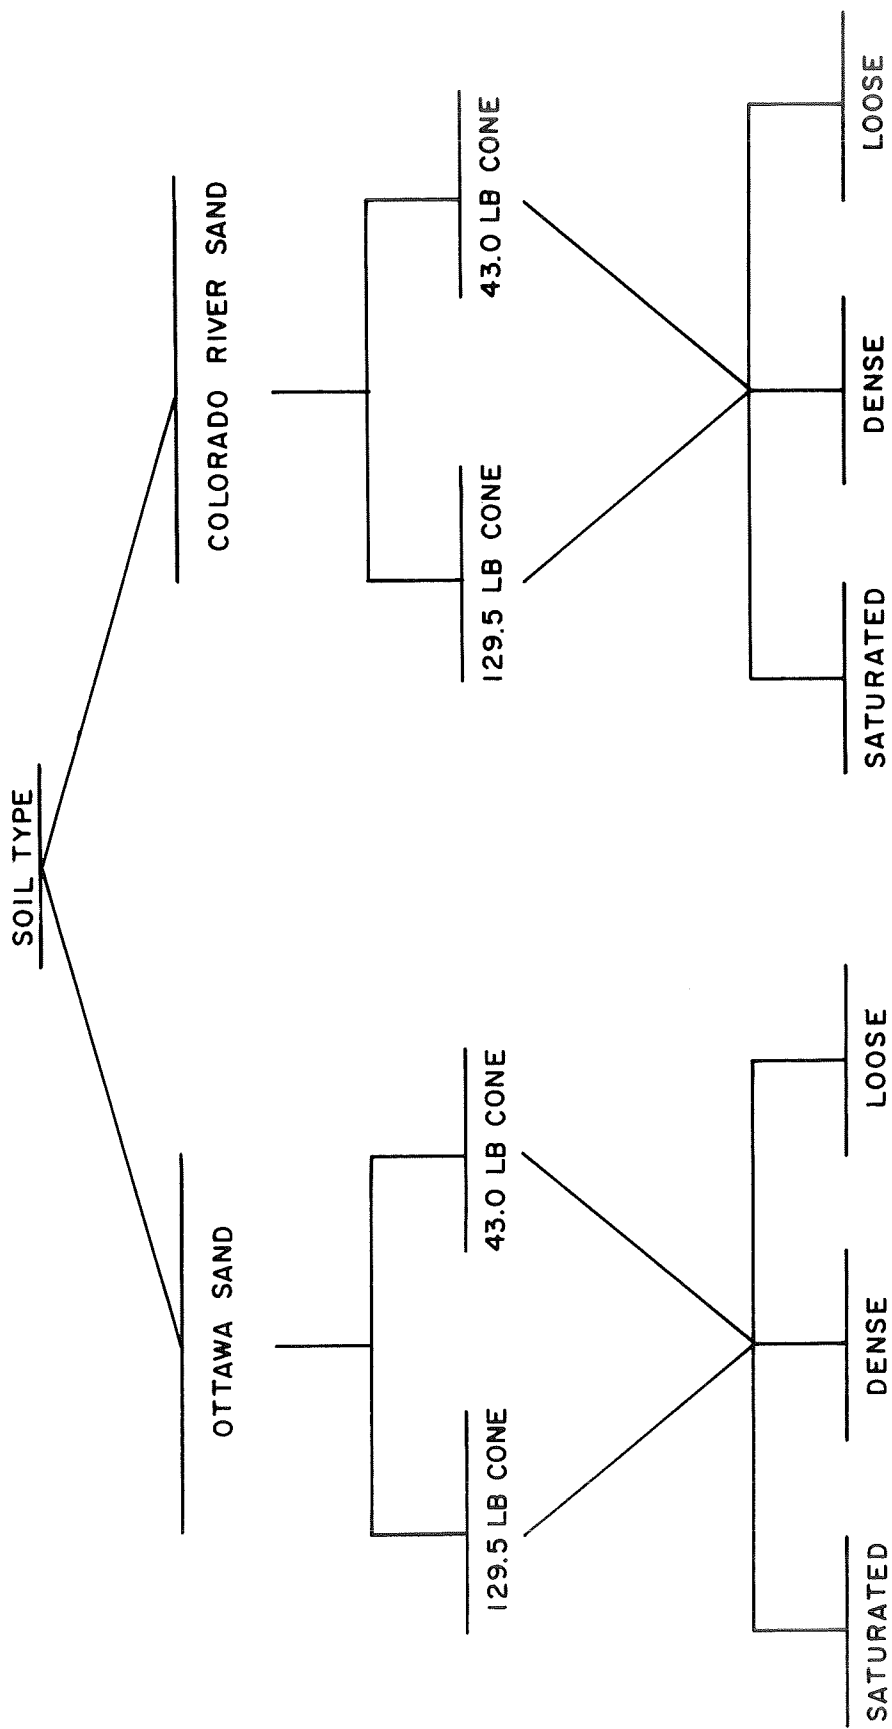 SOIL TYPE
OTTAWA SAND
COLORADO RIVER SAND
129.5 LB CONE
43.0 LB CONE
129.5 LB CONE
43.0 LB CONE
SATURATED
DENSE
LOOSE
SATURATED
DENSE
LOOSE